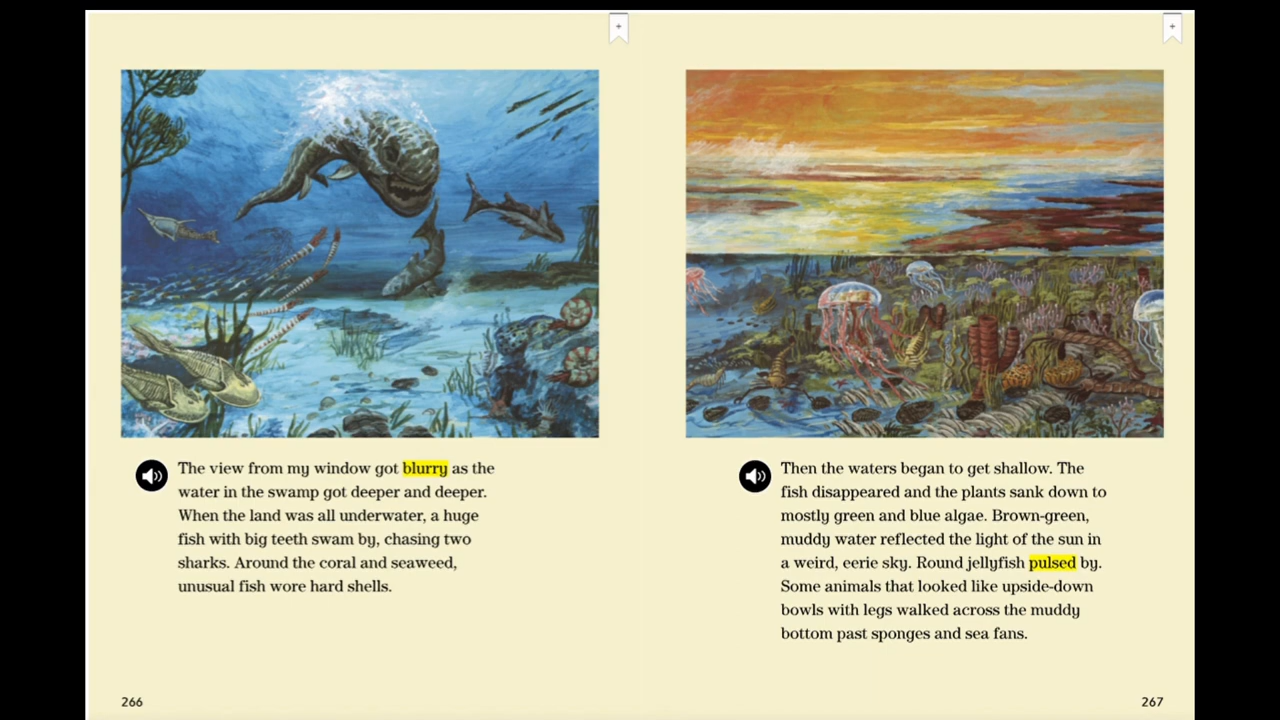 The view from my window got blurry as the
water in the swamp got deeper and deeper.
When the land was all underwater, a huge
fish with big teeth swam by, chasing two
sharks. Around the coral and seaweed,
unusual fish wore hard shells.
266
Then the waters began to get shallow. The
fish disappeared and the plants sank down to
mostly green and blue algae. Brown-green,
muddy water reflected the light of the sun in
a weird, eerie sky. Round jellyfish pulsed by.
Some animals that looked like upside-down
bowls with legs walked across the muddy
bottom past sponges and sea fans.
267